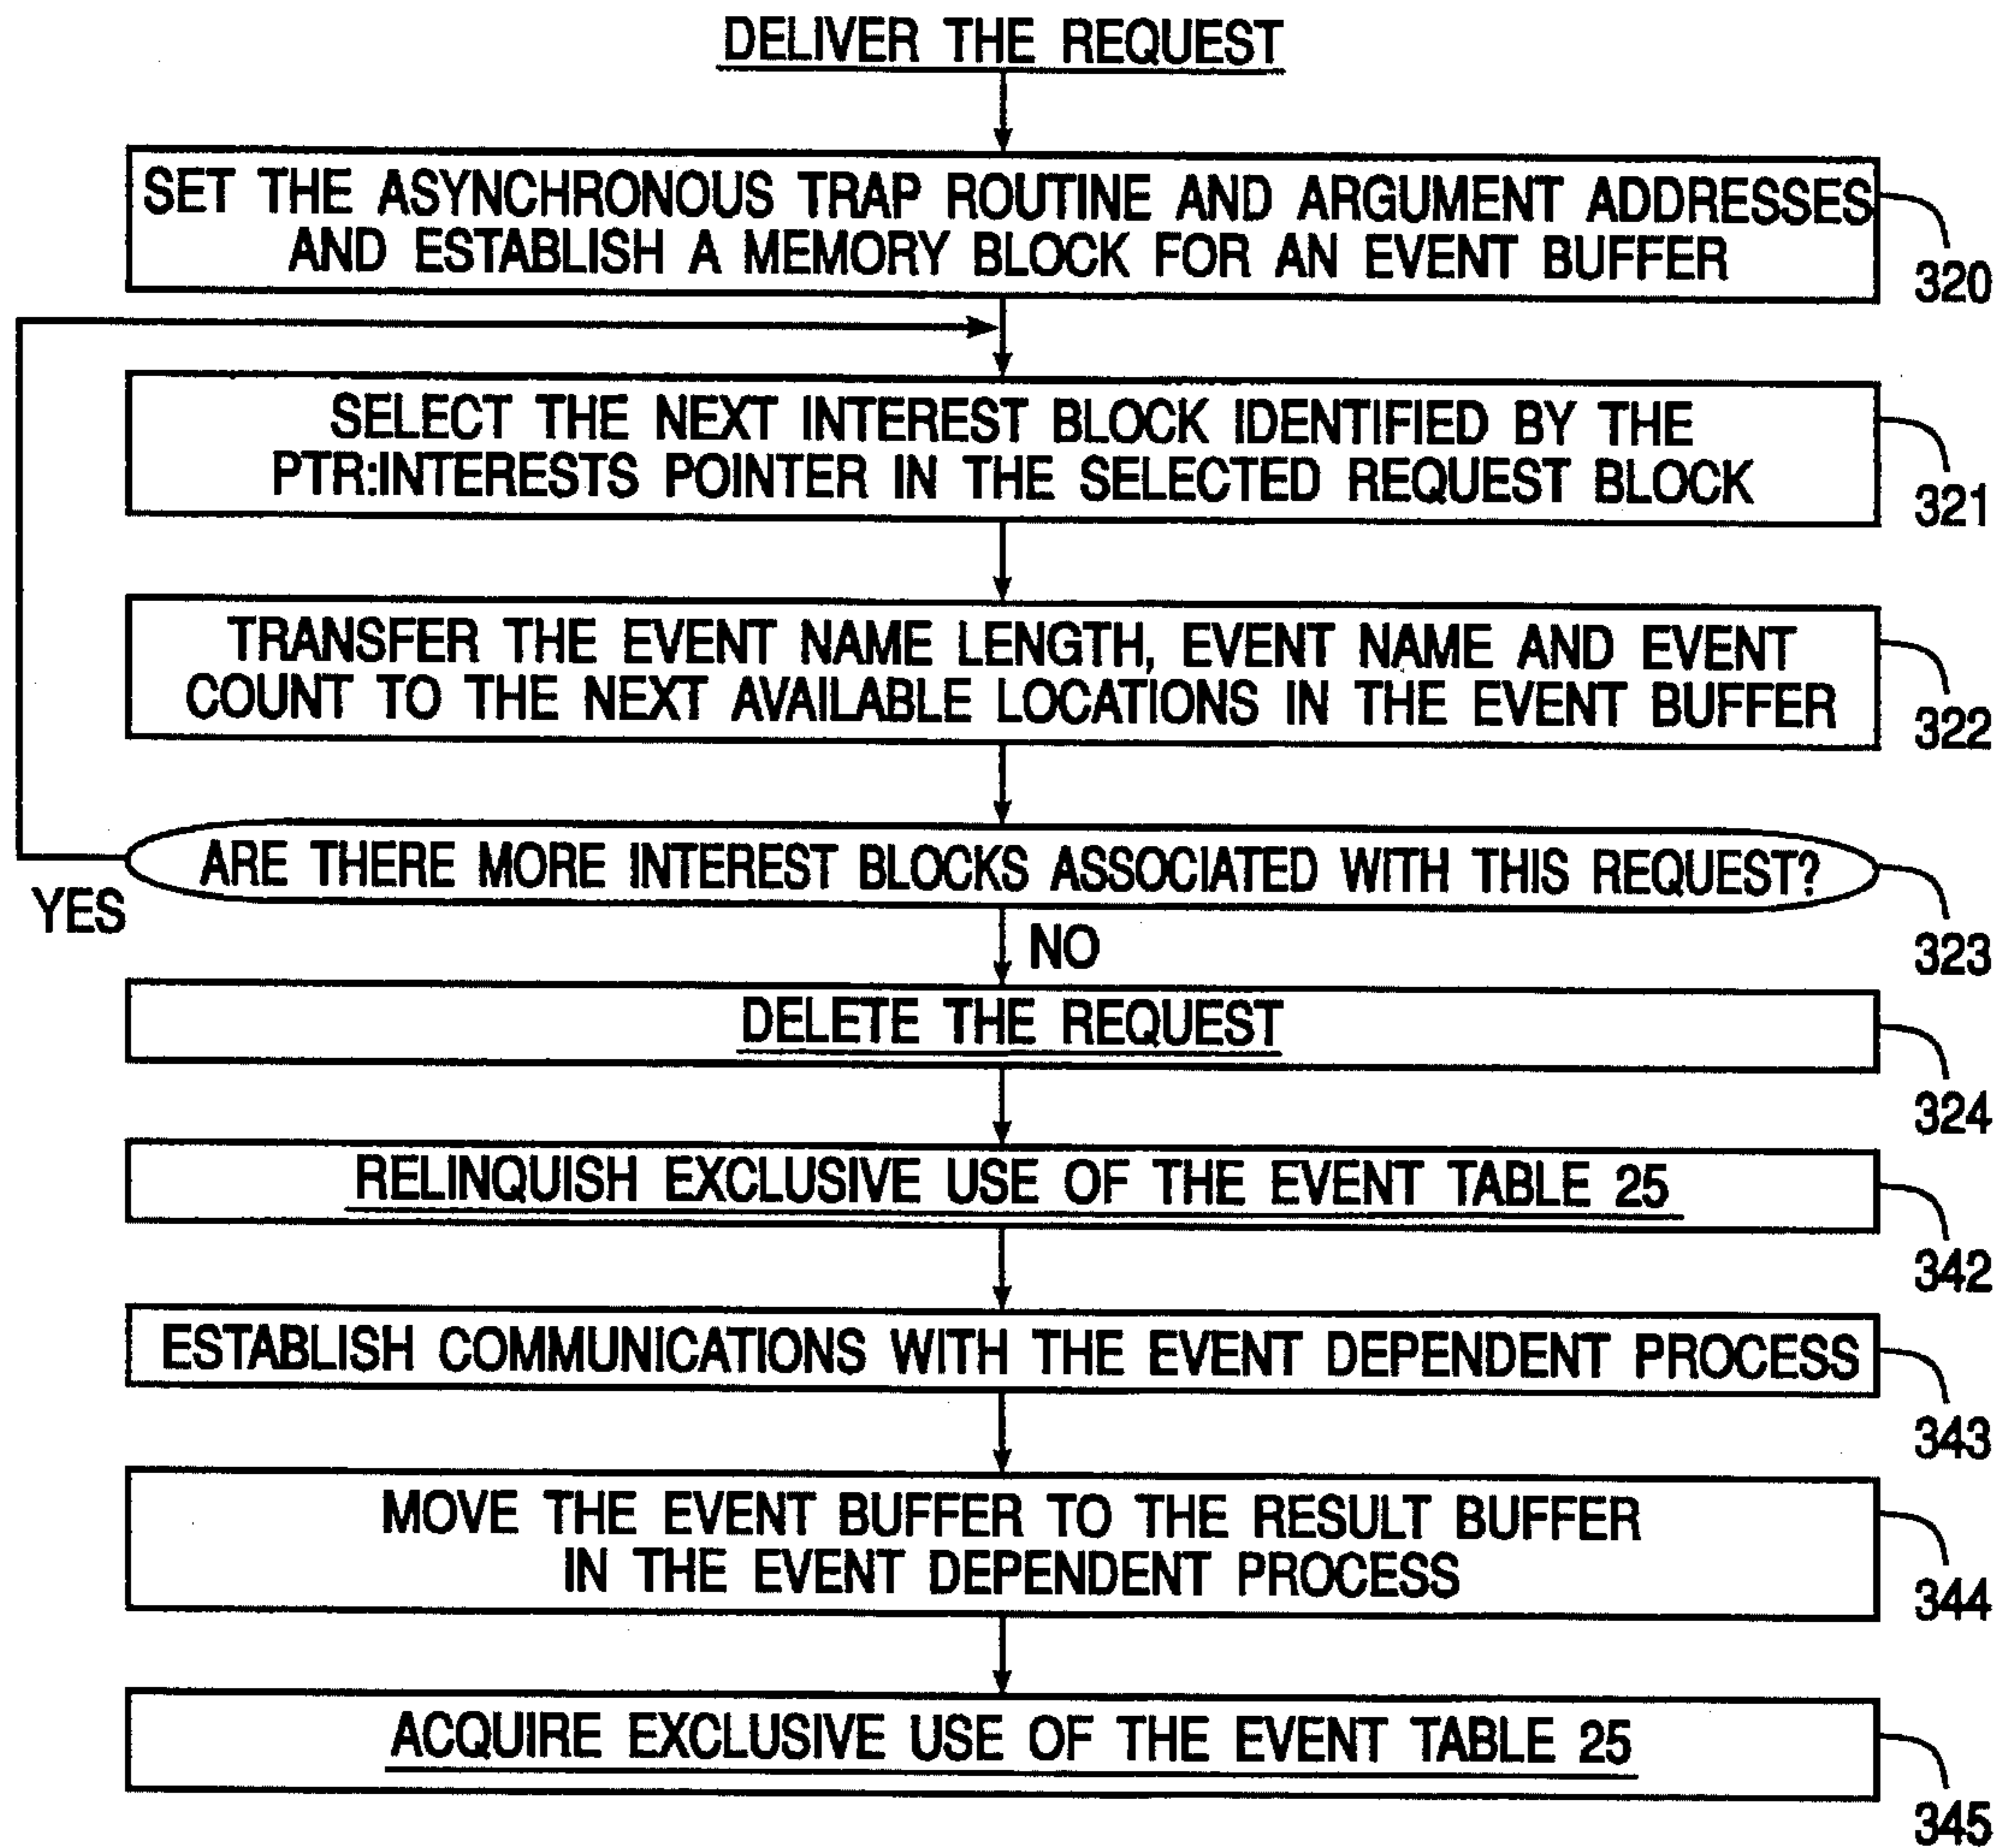 DELIVER THE REQUEST
SET THE ASYNCHRONOUS TRAP ROUTINE AND ARGUMENT ADDRESSES
AND ESTABLISH A MEMORY BLOCK FOR AN EVENT BUFFER
320
SELECT THE NEXT INTEREST BLOCK IDENTIFIED BY THE
PTR:INTERESTS POINTER IN THE SELECTED REQUEST BLOCK
321
TRANSFER THE EVENT NAME LENGTH, EVENT NAME AND EVENT
COUNT TO THE NEXT AVAILABLE LOCATIONS IN THE EVENT BUFFER
322
ARE THERE MORE INTEREST BLOCKS ASSOCIATED WITH THIS REQUEST?
YES
NO
323
DELETE THE REQUEST
324
RELINQUISH EXCLUSIVE USE OF THE EVENT TABLE 25
342
ESTABLISH COMMUNICATIONS WITH THE EVENT DEPENDENT PROCESS
343
MOVE THE EVENT BUFFER TO THE RESULT BUFFER
IN THE EVENT DEPENDENT PROCESS
344
ACQUIRE EXCLUSIVE USE OF THE EVENT TABLE 25
345